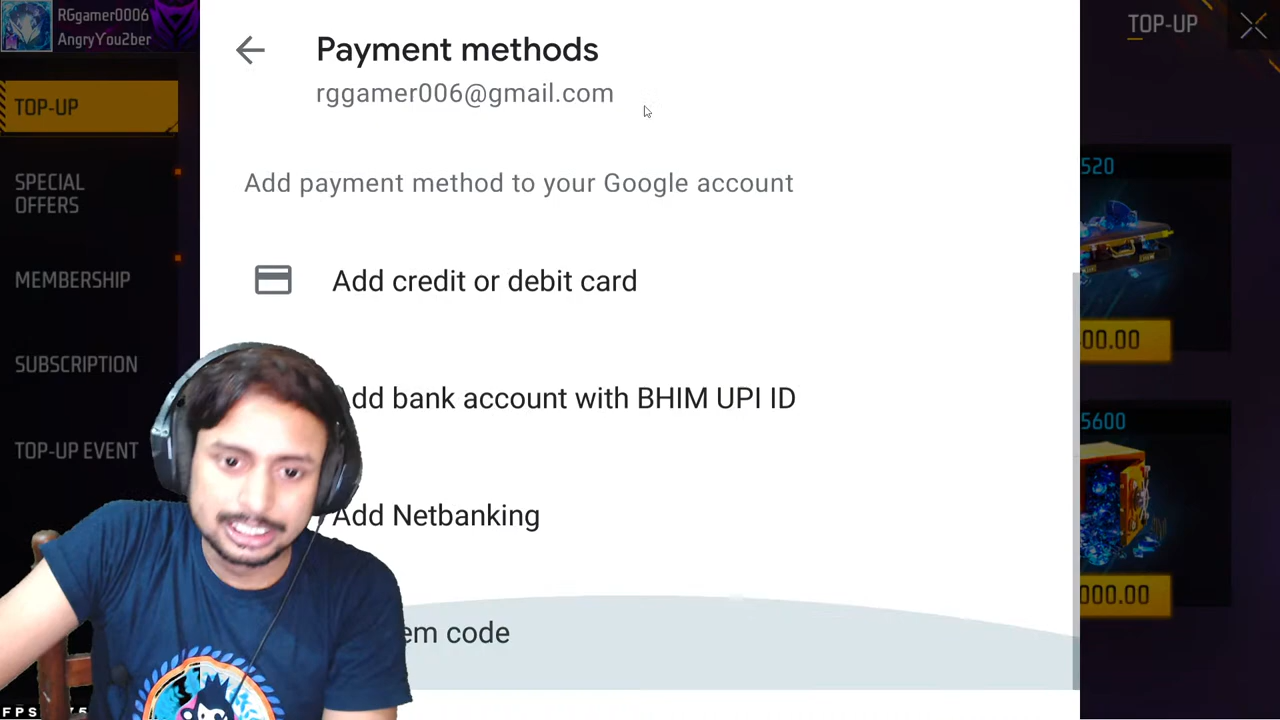 RGgamer0006
AngryYou2ber
TOP-UP
SPECIAL
OFFERS
MEMBERSHIP
SUBSCRIPTION
TOP-UP EVENT
FPS
Payment methods
rggamer006@gmail.com
Add payment method to your Google account
Add credit or debit card
dd bank account with BHIM UPI ID
Add Netbanking
em code
TOP-UP
520
00.00
5600
000.00